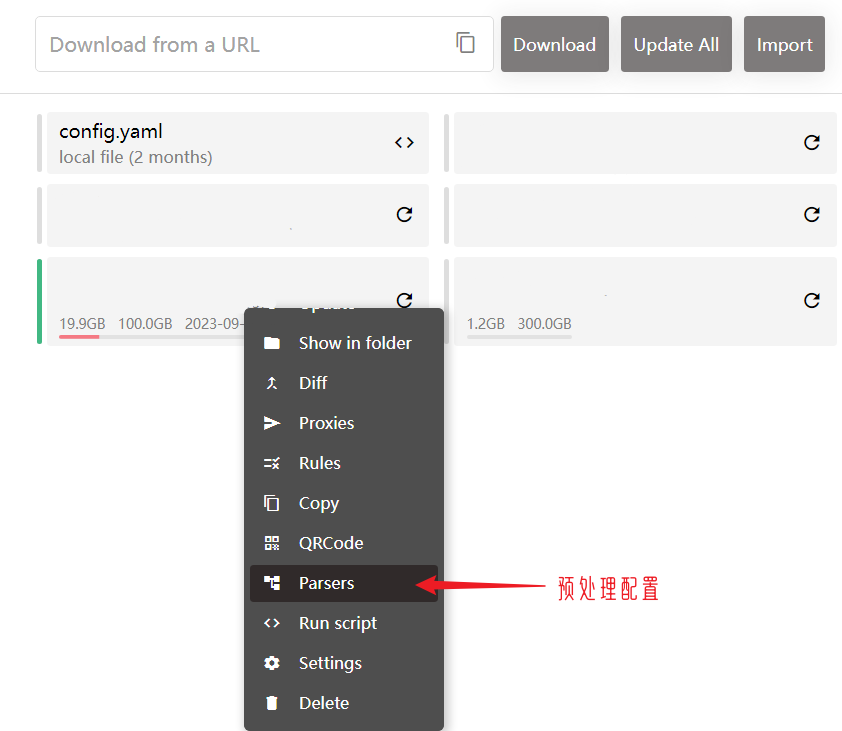 Download from a URL
Download
Update All
Import
config.yaml
local file (2 months)
19.9GB 100.0GB 2023-09-
1.2GB 300.0GB
Update
Show in folder
Diff
Proxies
Rules
Copy
QRCode
Parsers
预处理配置
Run script
Settings
Delete